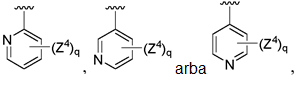 N (Z⁴)q , N (Z⁴)q arba N (Z⁴)q ,